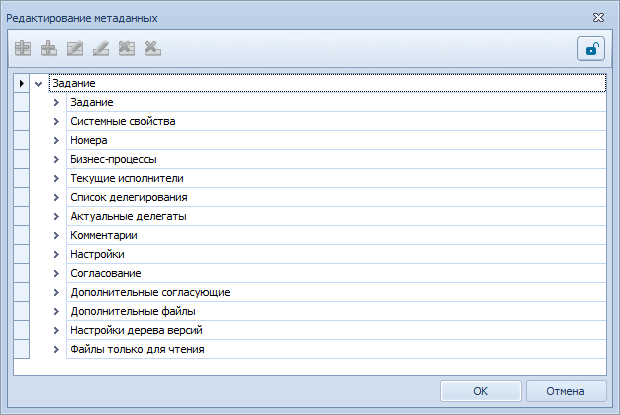 Редактирование метаданных
Задание
Задание
Системные свойства
Номера
Бизнес-процессы
Текущие исполнители
Список делегирования
Актуальные делегаты
Комментарии
Настройки
Согласование
Дополнительные согласующие
Дополнительные файлы
Настройки дерева версий
Файлы только для чтения
ОК Отмена